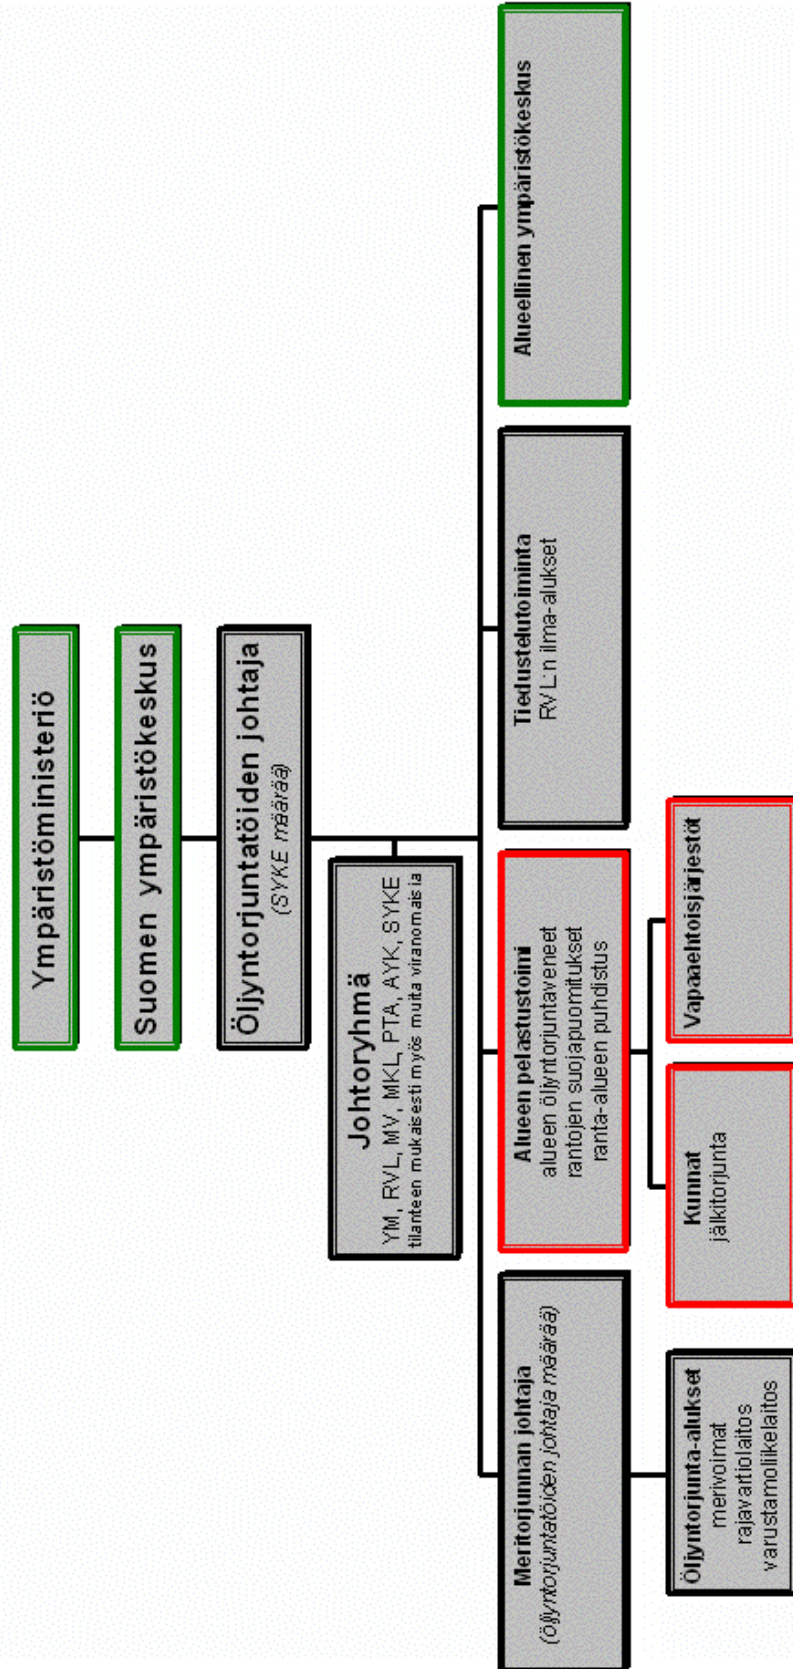 Ympäristöministeriö
Suomen ympäristökeskus
Öljyntorjuntatöiden johtaja
(SYKE määrää)
Johtoryhmä
YM, RVL, MV, MKL, PTA, AYK, SYKE
tilanteen mukaisesti myös muita viranomaisia
Meritorjunnan johtaja
(öljyntorjuntatöiden johtaja määrää)
Alueen pelastustoimi
alueen öljyntorjuntaveneet
rantojen suojapuomitukset
ranta-alueen puhdistus
Tiedustelutoiminta
RVL:n ilma-alukset
Alueellinen ympäristökeskus
Öljyntorjunta-alukset
merivoimat
rajavartiolaitos
varustamoliikelaitos
Kunnat
jälkitorjunta
Vapaaehtoisjärjestöt